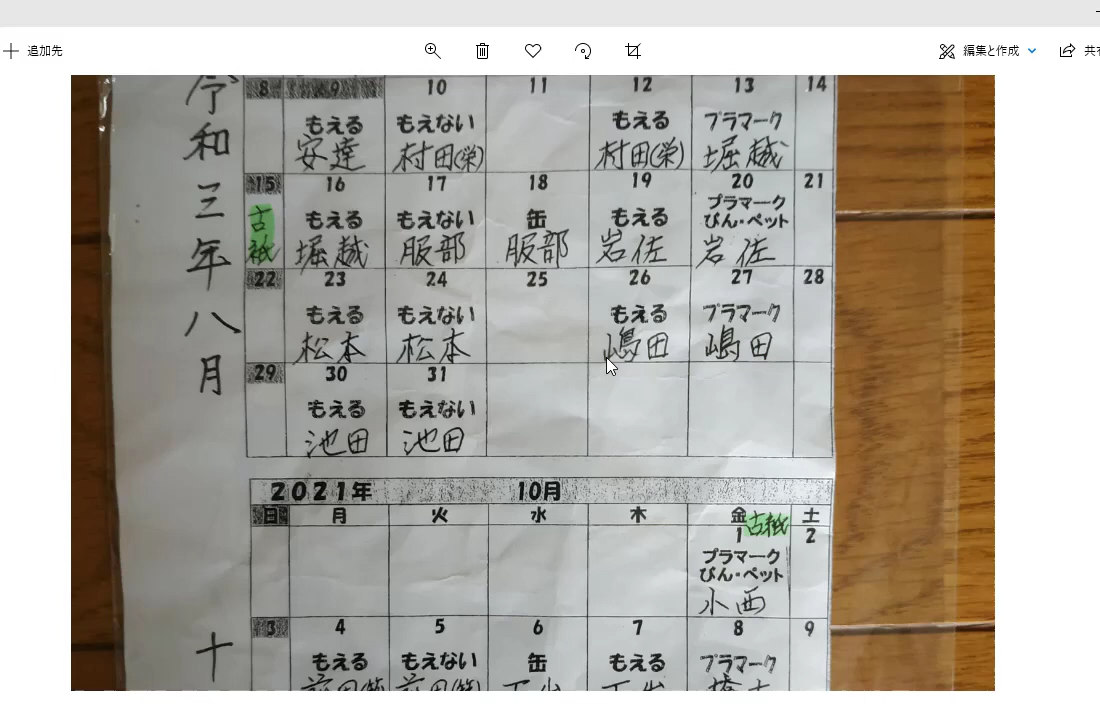 追加先
編集と作成
令和三年八月
8 9 10 11 12 13 14
もえる もえない もえる プラマーク
安達 村田(栄) 村田(栄) 堀越
15 16 17 18 19 20 21
古紙 もえる もえない 缶 もえる プラマーク
びん・ペット
堀越 服部 服部 岩佐 岩佐
22 23 24 25 26 27 28
もえる もえない もえる プラマーク
松本 松本 嶋田 嶋田
29 30 31
もえる もえない
池田 池田
2021年 10月
日 月 火 水 木 金 土
古紙
1 2
プラマーク
びん・ペット
小西
十
3 4 5 6 7 8 9
もえる もえない 缶 もえる プラマーク